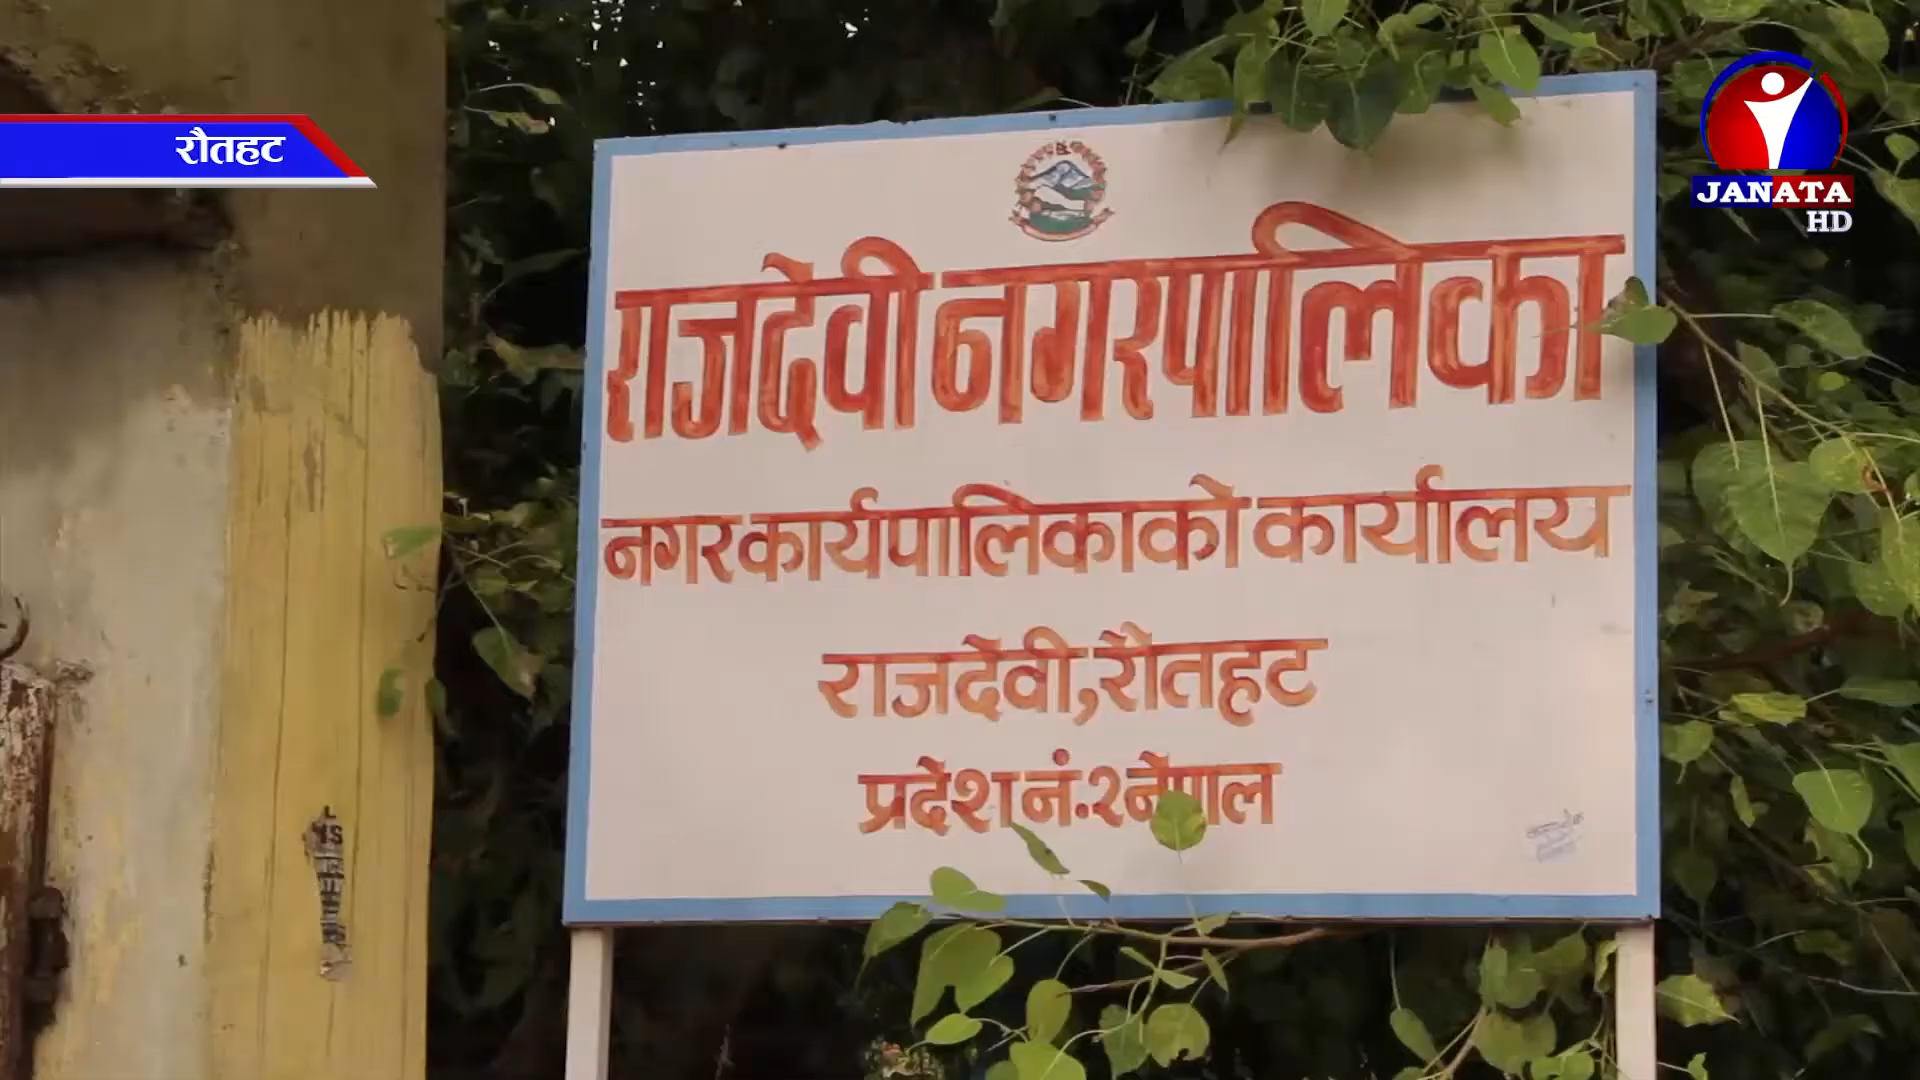 रौतहट
JANATA
HD
राजदेवी नगरपालिका
नगरकार्यपालिकाको कार्यालय
राजदेवी, रौतहट
प्रदेश नं. २ नेपाल